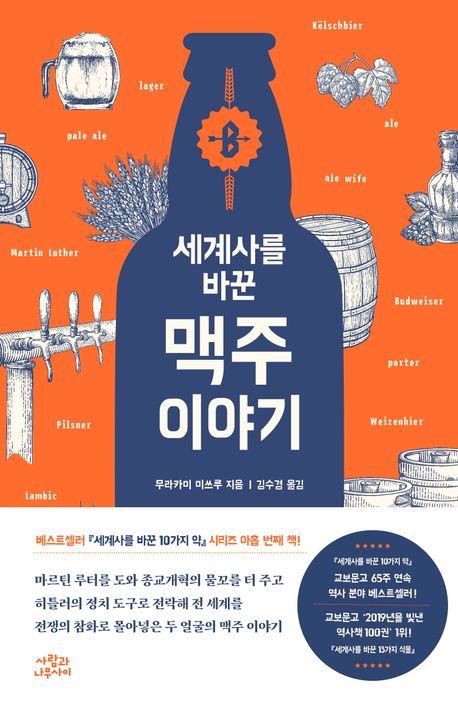 Kölschbier
lager
ale
pale ale
ale wife
B
Martin Luther
세계사를
바꾼
맥주
이야기
Budweiser
porter
Pilsner
Weizenbier
무라카미 미쓰루 지음 | 김수경 옮김
lambic
베스트셀러 『세계사를 바꾼 10가지 약』 시리즈 아홉 번째 책!
마르틴 루터를 도와 종교개혁의 물꼬를 터 주고
히틀러의 정치 도구로 전락해 전 세계를
전쟁의 참화로 몰아넣은 두 얼굴의 맥주 이야기
『세계사를 바꾼 10가지 약』
교보문고 65주 연속
역사 분야 베스트셀러!
교보문고 ‘2019년을 빛낸
역사책 100권’ 1위!
『세계사를 바꾼 13가지 식물』
사람과
나무사이